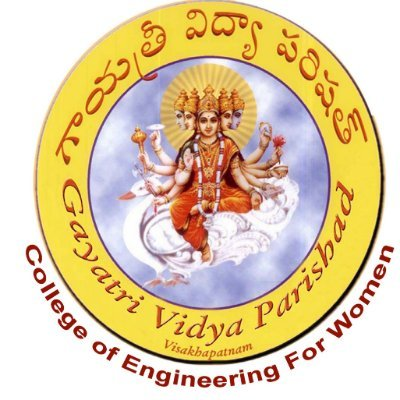 గాయత్రీ విద్యా పరిషత్
Gayatri Vidya Parishad
Visakhapatnam
College of Engineering For Women